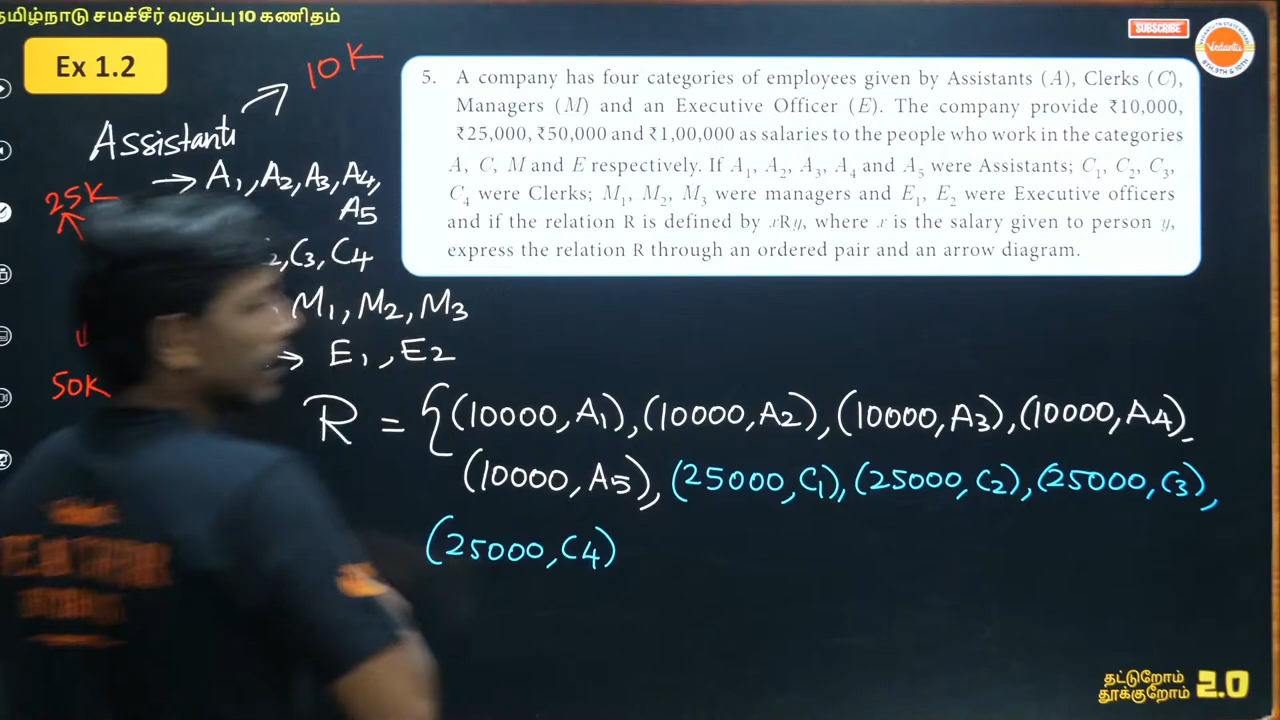 தமிழ்நாடு சமச்சீர் வகுப்பு 10 கணிதம்
Ex 1.2
SUBSCRIBE
Vedantu
8TH, 9TH & 10TH
5. A company has four categories of employees given by Assistants (A), Clerks (C),
Managers (M) and an Executive Officer (E). The company provide ₹10,000,
₹25,000, ₹50,000 and ₹1,00,000 as salaries to the people who work in the categories
A, C, M and E respectively. If A₁, A₂, A₃, A₄ and A₅ were Assistants; C₁, C₂, C₃,
C₄ were Clerks; M₁, M₂, M₃ were managers and E₁, E₂ were Executive officers
and if the relation R is defined by xRy, where x is the salary given to person y,
express the relation R through an ordered pair and an arrow diagram.
10K
Assistants
→ A₁, A₂, A₃, A₄,
A₅
25K
₂, C₃, C₄
M₁, M₂, M₃
→ E₁, E₂
50K
R = {(10000, A₁), (10000, A₂), (10000, A₃), (10000, A₄),
(10000, A₅), (25000, C₁), (25000, C₂), (25000, C₃),
(25000, C₄)
தட்டுறோம்
தூக்குறோம் 2.0